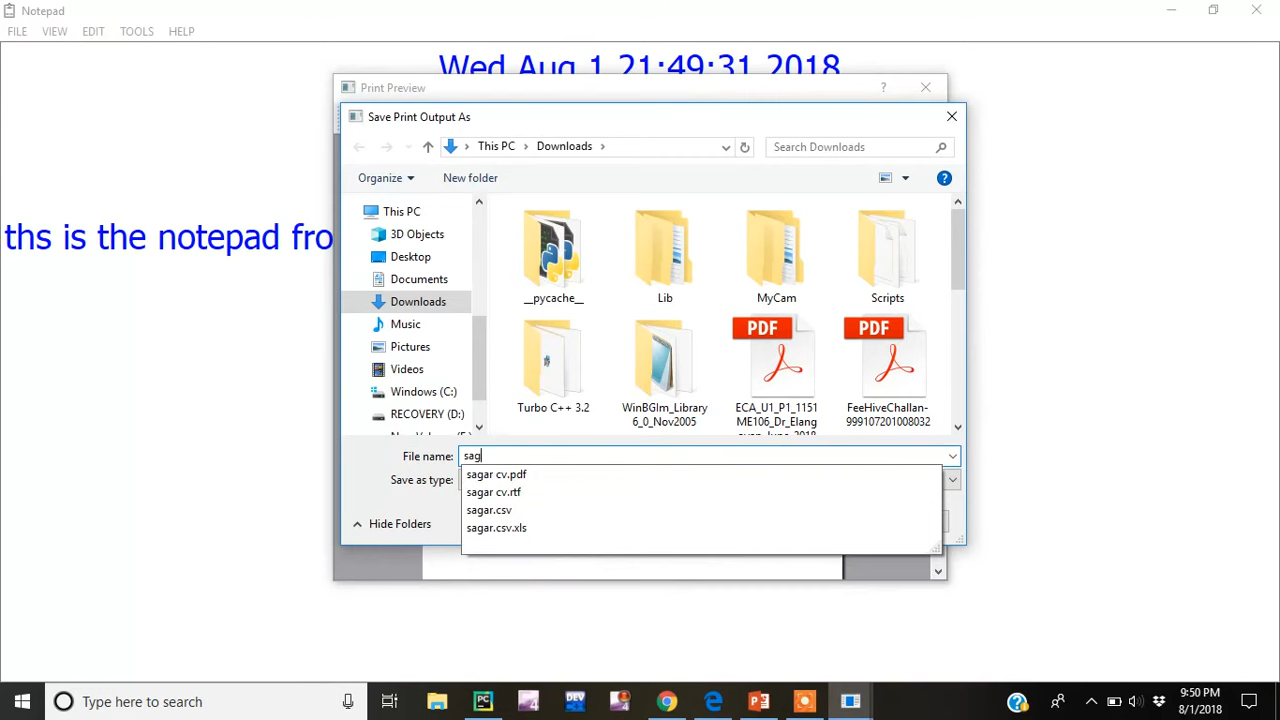 Notepad
FILE VIEW EDIT TOOLS HELP
Wed Aug 1 21:49:31 2018
Print Preview
Save Print Output As
This PC Downloads
Search Downloads
Organize New folder
This PC
3D Objects
Desktop
Documents
Downloads
Music
Pictures
Videos
Windows (C:)
RECOVERY (D:)
ths is the notepad fro
__pycache__
Lib
MyCam
Scripts
Turbo C++ 3.2
WinBGIm_Library
6_0_Nov2005
PDF
ECA_U1_P1_1151
ME106_Dr_Elang
PDF
FeeHiveChallan-
999107201008032
File name: sag
Save as type:
sagar cv.pdf
sagar cv.rtf
sagar.csv
sagar.csv.xls
Hide Folders
Type here to search
PC
DEV
9:50 PM
8/1/2018